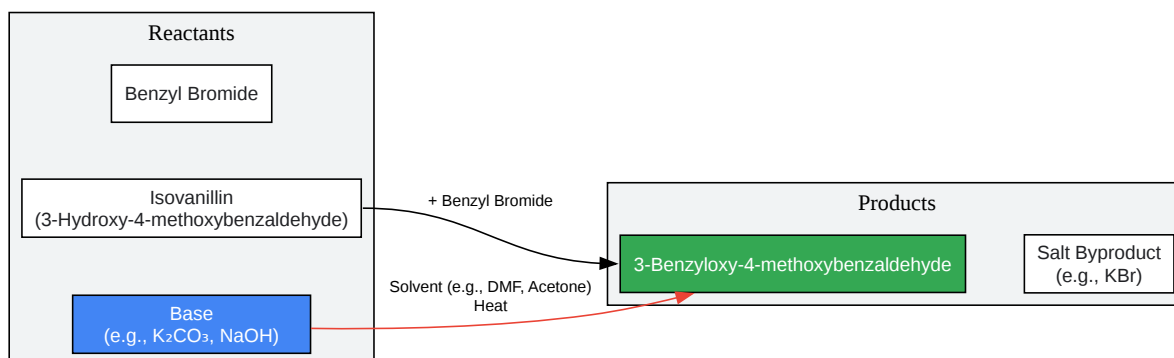 Reactants
Benzyl Bromide
Isovanillin
(3-Hydroxy-4-methoxybenzaldehyde)
+ Benzyl Bromide
Products
3-Benzyloxy-4-methoxybenzaldehyde
Salt Byproduct
(e.g., KBr)
Solvent (e.g., DMF, Acetone)
Heat
Base
(e.g., K₂CO₃, NaOH)